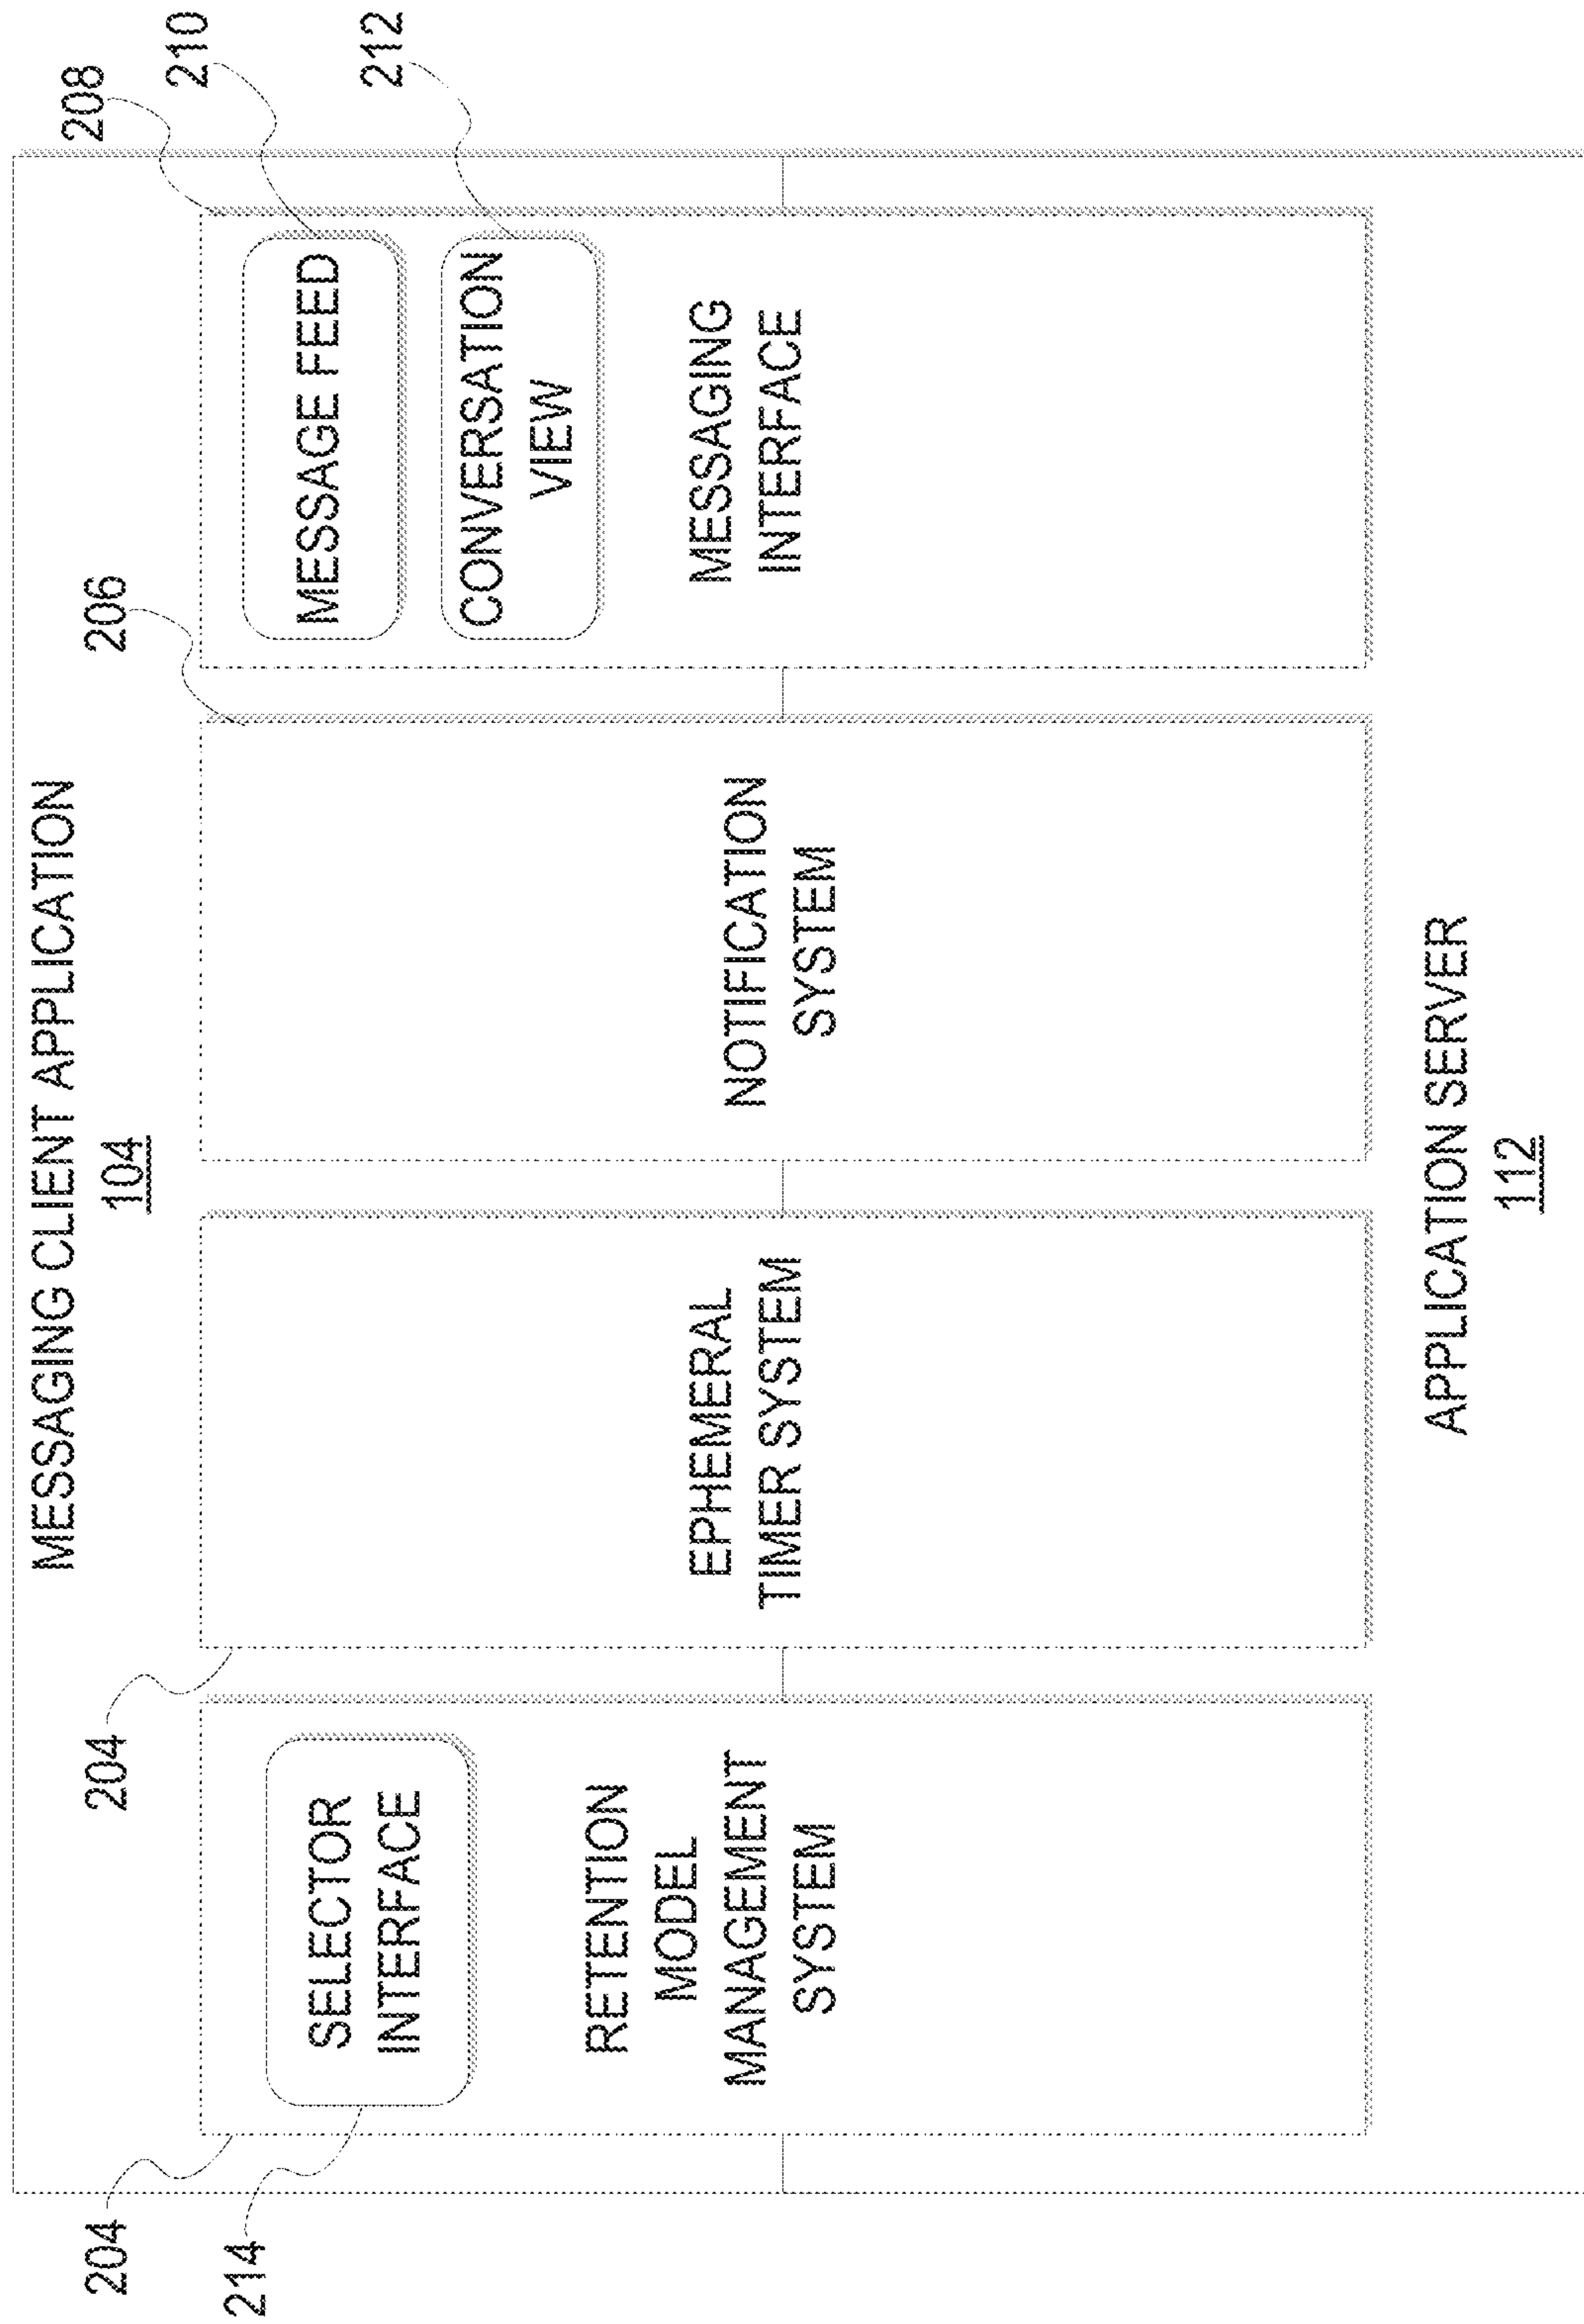 MESSAGING CLIENT APPLICATION
104
204
214
SELECTOR
INTERFACE
RETENTION
MODEL
MANAGEMENT
SYSTEM
204
EPHEMERAL
TIMER SYSTEM
206
NOTIFICATION
SYSTEM
208
210
212
MESSAGE FEED
CONVERSATION
VIEW
MESSAGING
INTERFACE
APPLICATION SERVER
112